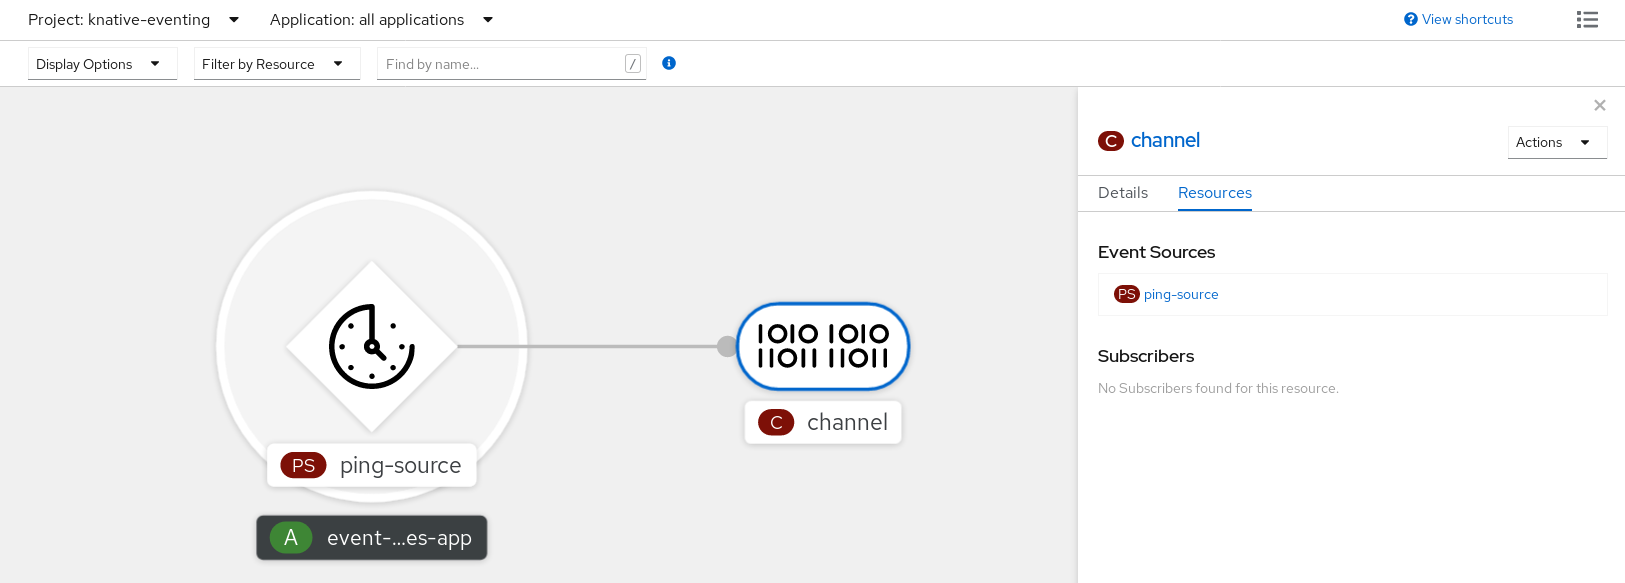 Project: knative-eventing Application: all applications View shortcuts
Display Options Filter by Resource Find by name... /
C channel Actions
Details Resources
Event Sources
PS ping-source
Subscribers
No Subscribers found for this resource.
1010 1010
11011 11011
C channel
PS ping-source
A event-...es-app